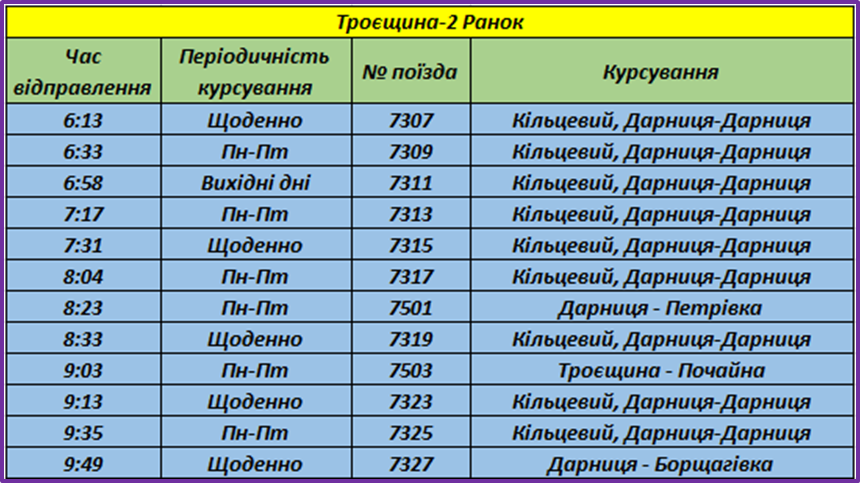 Троєщина-2 Ранок
Час відправлення Періодичність курсування № поїзда Курсування
6:13 Щоденно 7307 Кільцевий, Дарниця-Дарниця
6:33 Пн-Пт 7309 Кільцевий, Дарниця-Дарниця
6:58 Вихідні дні 7311 Кільцевий, Дарниця-Дарниця
7:17 Пн-Пт 7313 Кільцевий, Дарниця-Дарниця
7:31 Щоденно 7315 Кільцевий, Дарниця-Дарниця
8:04 Пн-Пт 7317 Кільцевий, Дарниця-Дарниця
8:23 Пн-Пт 7501 Дарниця - Петрівка
8:33 Щоденно 7319 Кільцевий, Дарниця-Дарниця
9:03 Пн-Пт 7503 Троєщина - Почайна
9:13 Щоденно 7323 Кільцевий, Дарниця-Дарниця
9:35 Пн-Пт 7325 Кільцевий, Дарниця-Дарниця
9:49 Щоденно 7327 Дарниця - Борщагівка